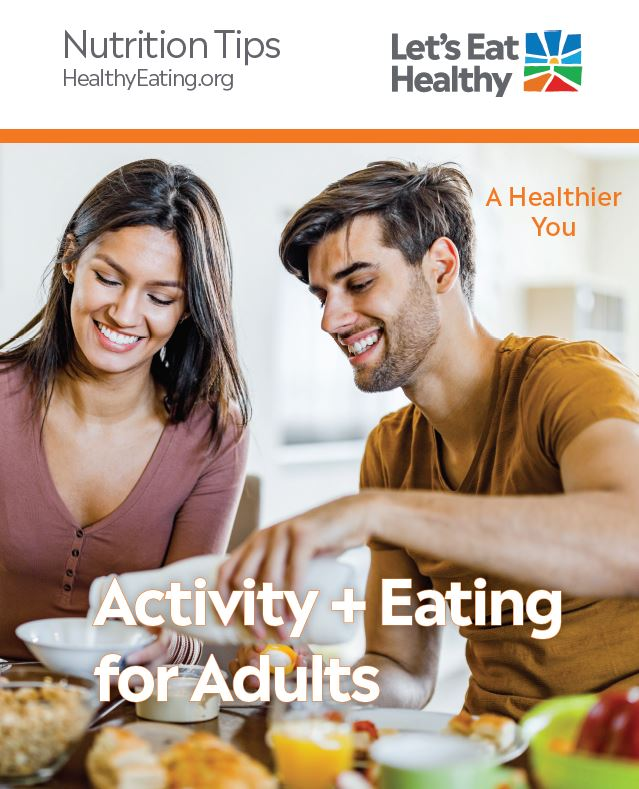 Nutrition Tips
HealthyEating.org
Let's Eat
Healthy
A Healthier
You
Activity + Eating
for Adults